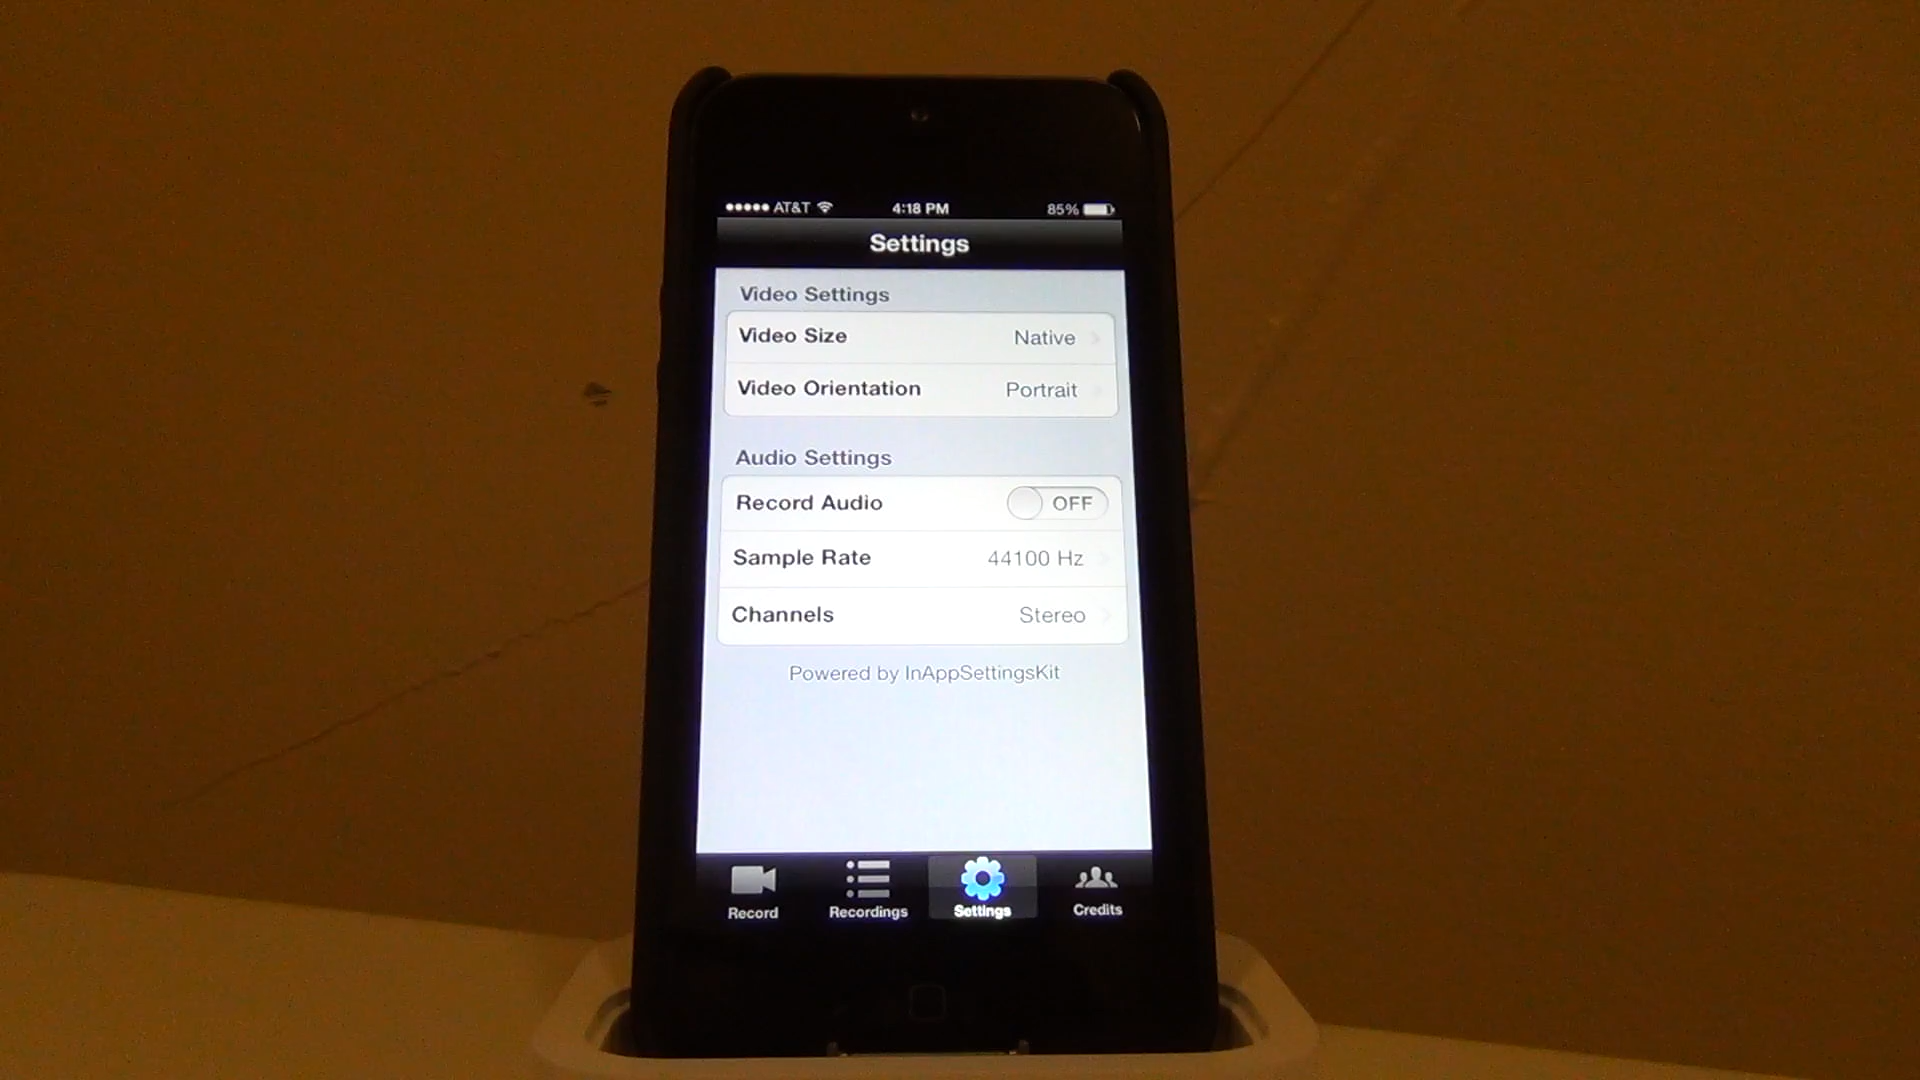 AT&T 4:18 PM 85%
Settings
Video Settings
Video Size Native
Video Orientation Portrait
Audio Settings
Record Audio OFF
Sample Rate 44100 Hz
Channels Stereo
Powered by InAppSettingsKit
Record Recordings Settings Credits